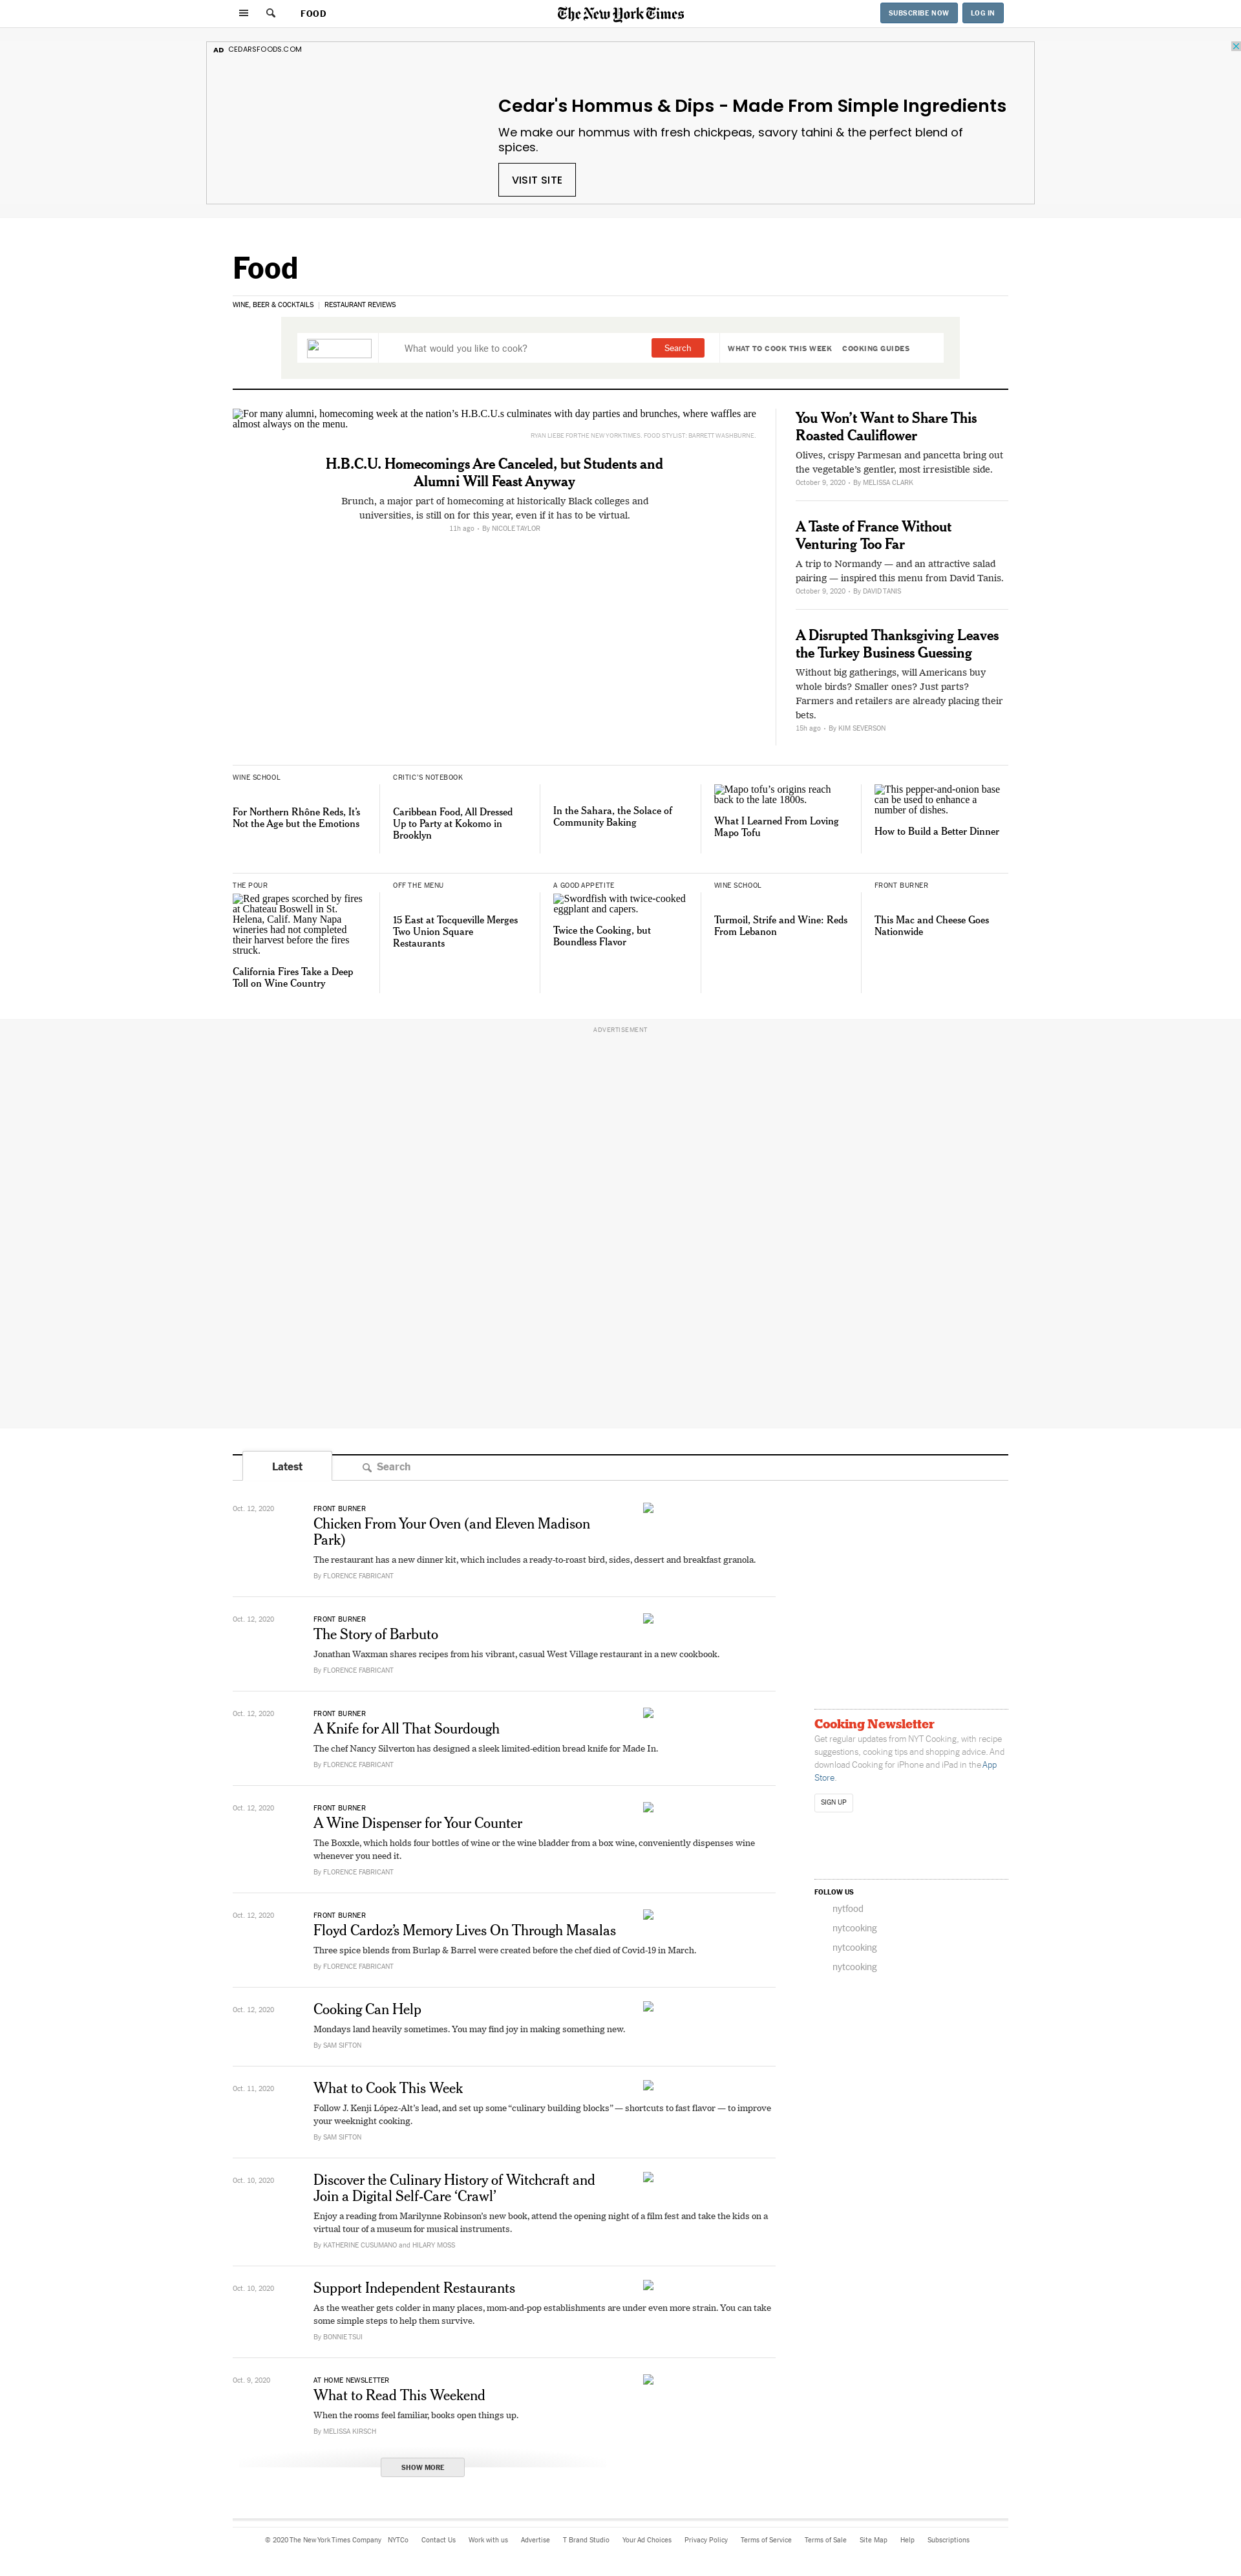 FOOD
The New York Times
SUBSCRIBE NOW
LOG IN
AD CEDARSFOODS.COM
Cedar's Hommus & Dips - Made From Simple Ingredients
We make our hommus with fresh chickpeas, savory tahini & the perfect blend of
spices.
VISIT SITE
Food
WINE, BEER & COCKTAILS | RESTAURANT REVIEWS
What would you like to cook?
Search
WHAT TO COOK THIS WEEK
COOKING GUIDES
For many alumni, homecoming week at the nation’s H.B.C.U.s culminates with day parties and brunches, where waffles are
almost always on the menu.
RYAN LIEBE FOR THE NEW YORK TIMES. FOOD STYLIST: BARRETT WASHBURNE.
H.B.C.U. Homecomings Are Canceled, but Students and
Alumni Will Feast Anyway
Brunch, a major part of homecoming at historically Black colleges and
universities, is still on for this year, even if it has to be virtual.
11h ago • By NICOLE TAYLOR
You Won’t Want to Share This
Roasted Cauliflower
Olives, crispy Parmesan and pancetta bring out
the vegetable’s gentler, most irresistible side.
October 9, 2020 • By MELISSA CLARK
A Taste of France Without
Venturing Too Far
A trip to Normandy — and an attractive salad
pairing — inspired this menu from David Tanis.
October 9, 2020 • By DAVID TANIS
A Disrupted Thanksgiving Leaves
the Turkey Business Guessing
Without big gatherings, will Americans buy
whole birds? Smaller ones? Just parts?
Farmers and retailers are already placing their
bets.
15h ago • By KIM SEVERSON
WINE SCHOOL
For Northern Rhône Reds, It’s
Not the Age but the Emotions
CRITIC’S NOTEBOOK
Caribbean Food, All Dressed
Up to Party at Kokomo in
Brooklyn
In the Sahara, the Solace of
Community Baking
Mapo tofu’s origins reach
back to the late 1800s.
What I Learned From Loving
Mapo Tofu
This pepper-and-onion base
can be used to enhance a
number of dishes.
How to Build a Better Dinner
THE POUR
Red grapes scorched by fires
at Chateau Boswell in St.
Helena, Calif. Many Napa
wineries had not completed
their harvest before the fires
struck.
California Fires Take a Deep
Toll on Wine Country
OFF THE MENU
15 East at Tocqueville Merges
Two Union Square
Restaurants
A GOOD APPETITE
Swordfish with twice-cooked
eggplant and capers.
Twice the Cooking, but
Boundless Flavor
WINE SCHOOL
Turmoil, Strife and Wine: Reds
From Lebanon
FRONT BURNER
This Mac and Cheese Goes
Nationwide
ADVERTISEMENT
Latest
Search
Oct. 12, 2020
FRONT BURNER
Chicken From Your Oven (and Eleven Madison
Park)
The restaurant has a new dinner kit, which includes a ready-to-roast bird, sides, dessert and breakfast granola.
By FLORENCE FABRICANT
Oct. 12, 2020
FRONT BURNER
The Story of Barbuto
Jonathan Waxman shares recipes from his vibrant, casual West Village restaurant in a new cookbook.
By FLORENCE FABRICANT
Oct. 12, 2020
FRONT BURNER
A Knife for All That Sourdough
The chef Nancy Silverton has designed a sleek limited-edition bread knife for Made In.
By FLORENCE FABRICANT
Oct. 12, 2020
FRONT BURNER
A Wine Dispenser for Your Counter
The Boxxle, which holds four bottles of wine or the wine bladder from a box wine, conveniently dispenses wine
whenever you need it.
By FLORENCE FABRICANT
Oct. 12, 2020
FRONT BURNER
Floyd Cardoz’s Memory Lives On Through Masalas
Three spice blends from Burlap & Barrel were created before the chef died of Covid-19 in March.
By FLORENCE FABRICANT
Oct. 12, 2020
Cooking Can Help
Mondays land heavily sometimes. You may find joy in making something new.
By SAM SIFTON
Oct. 11, 2020
What to Cook This Week
Follow J. Kenji López-Alt’s lead, and set up some “culinary building blocks” — shortcuts to fast flavor — to improve
your weeknight cooking.
By SAM SIFTON
Oct. 10, 2020
Discover the Culinary History of Witchcraft and
Join a Digital Self-Care ‘Crawl’
Enjoy a reading from Marilynne Robinson’s new book, attend the opening night of a film fest and take the kids on a
virtual tour of a museum for musical instruments.
By KATHERINE CUSUMANO and HILARY MOSS
Oct. 10, 2020
Support Independent Restaurants
As the weather gets colder in many places, mom-and-pop establishments are under even more strain. You can take
some simple steps to help them survive.
By BONNIE TSUI
Oct. 9, 2020
AT HOME NEWSLETTER
What to Read This Weekend
When the rooms feel familiar, books open things up.
By MELISSA KIRSCH
SHOW MORE
Cooking Newsletter
Get regular updates from NYT Cooking, with recipe
suggestions, cooking tips and shopping advice. And
download Cooking for iPhone and iPad in the App
Store.
SIGN UP
FOLLOW US
nytfood
nytcooking
nytcooking
nytcooking
© 2020 The New York Times Company NYTCo Contact Us Work with us Advertise T Brand Studio Your Ad Choices Privacy Policy Terms of Service Terms of Sale Site Map Help Subscriptions